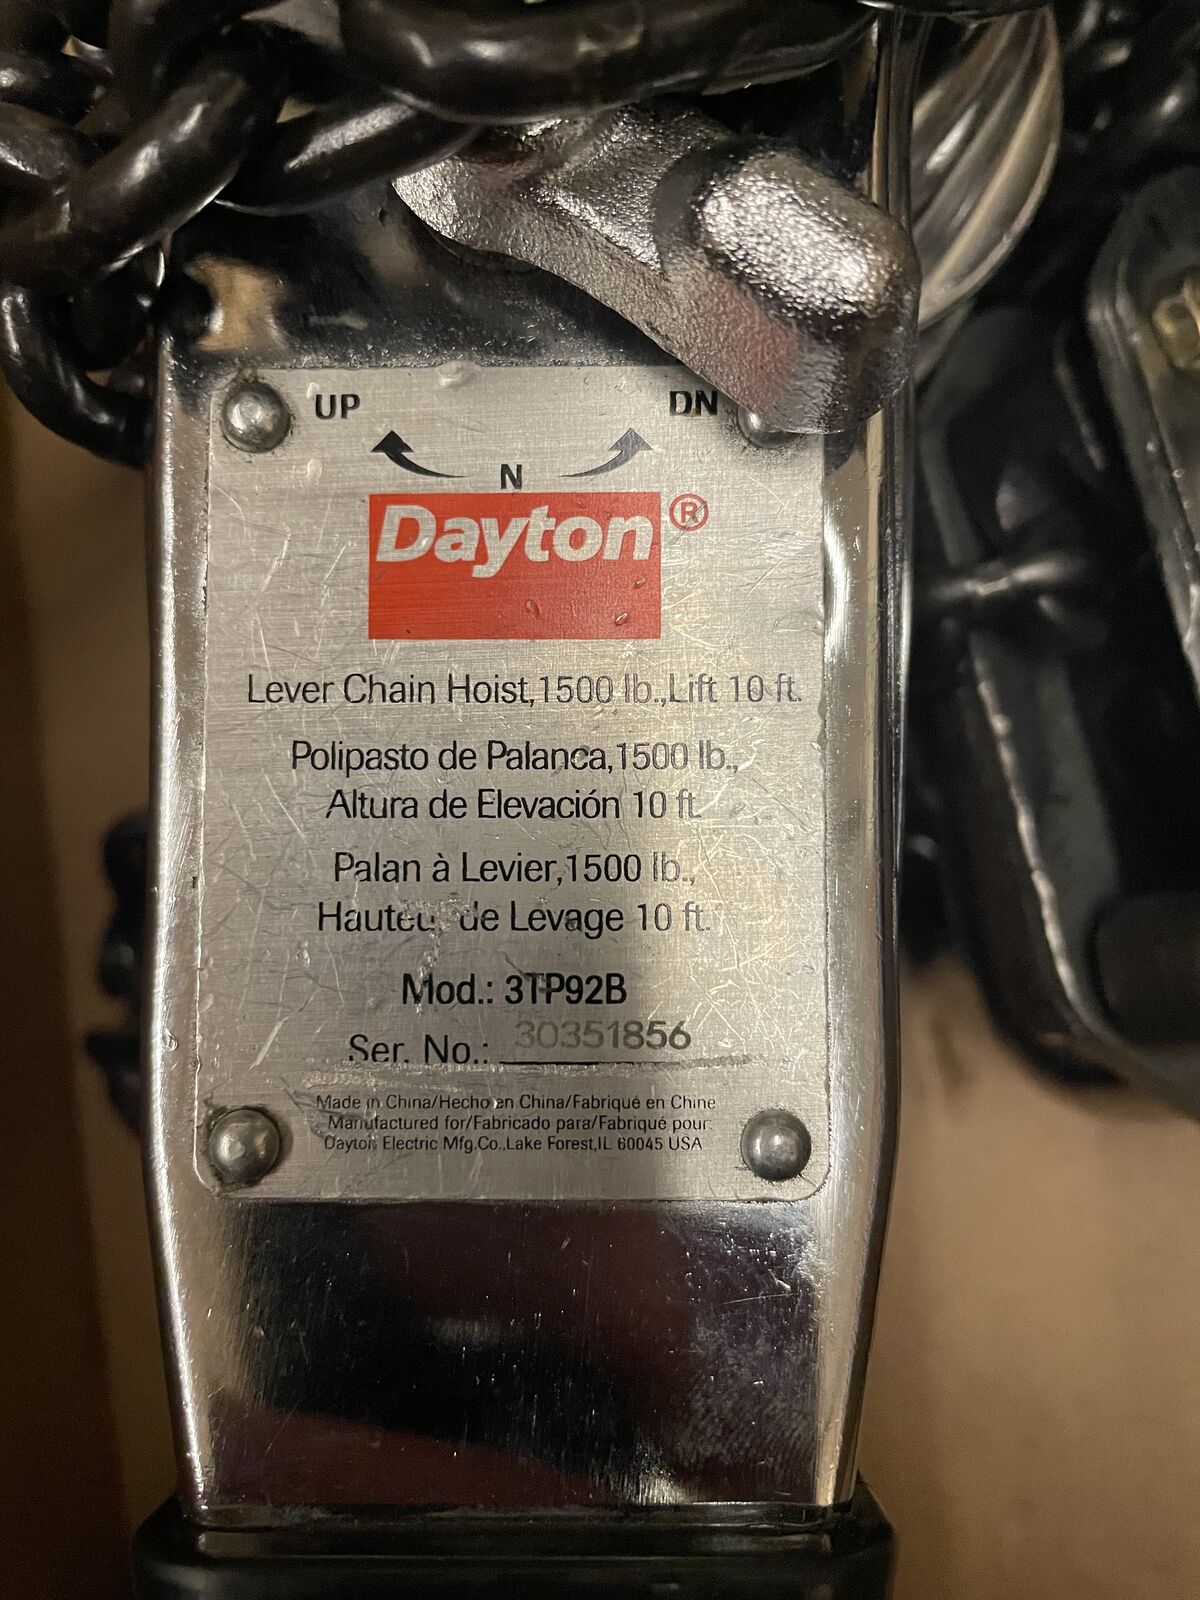 UP DN
N
Dayton®
Lever Chain Hoist,1500 lb.,Lift 10 ft.
Polipasto de Palanca,1500 lb.,
Altura de Elevación 10 ft.
Palan à Levier,1500 lb.,
Hauteur de Levage 10 ft.
Mod.: 3TP92B
Ser. No.: 30351856
Made in China/Hecho en China/Fabriqué en Chine
Manufactured for/Fabricado para/Fabriqué pour:
Dayton Electric Mfg.Co.,Lake Forest,IL 60045 USA